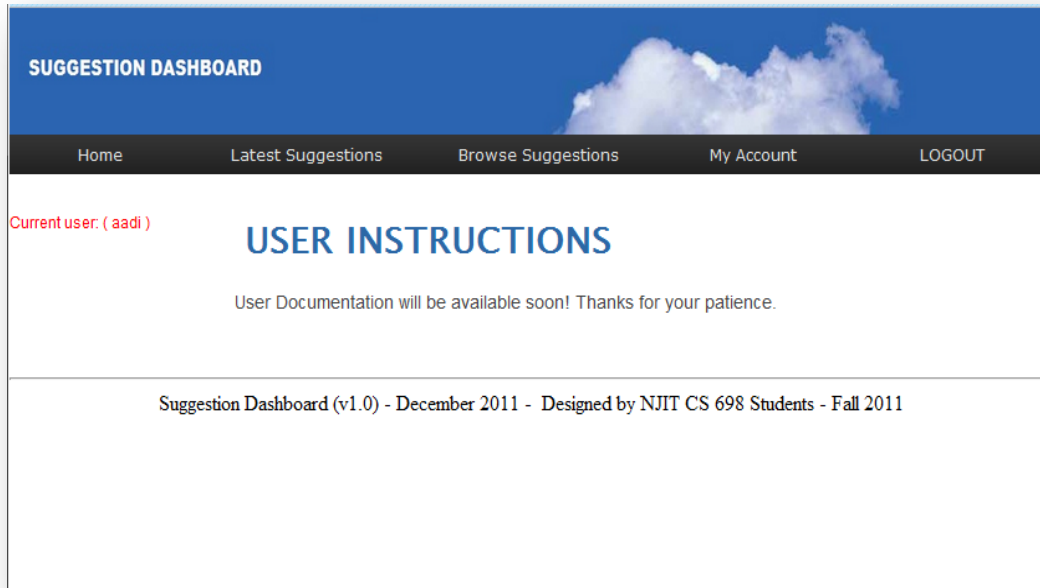 SUGGESTION DASHBOARD
Home Latest Suggestions Browse Suggestions My Account LOGOUT
Current user: ( aadi )
USER INSTRUCTIONS
User Documentation will be available soon! Thanks for your patience.
Suggestion Dashboard (v1.0) - December 2011 - Designed by NJIT CS 698 Students - Fall 2011